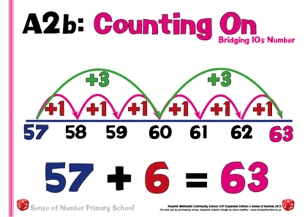 A2b: Counting On
Bridging 10s Number
+3 +3
+1 +1 +1 +1 +1 +1
57 58 59 60 61 62 63
57 + 6 = 63
Sense of Number Primary School